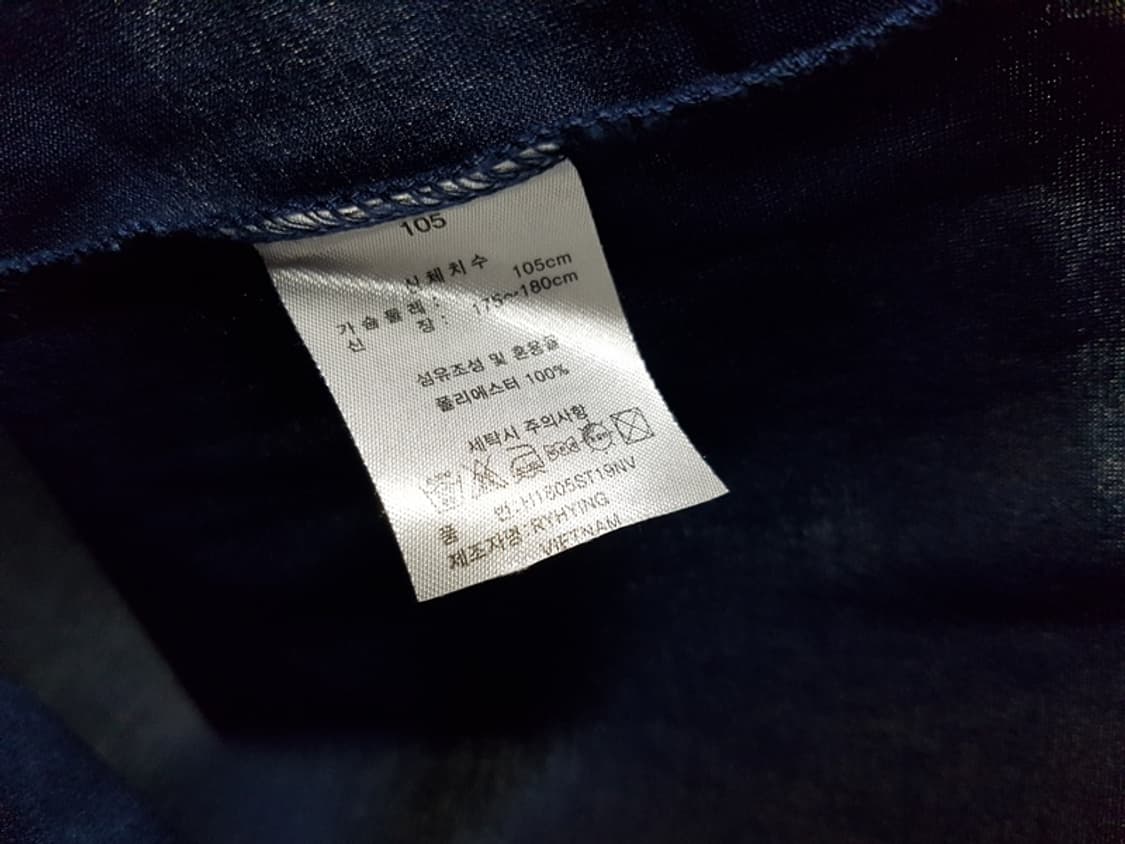 105
신체치수
가슴둘레 : 105cm
신 장 : 175~180cm
섬유조성 및 혼용율
폴리에스터 100%
세탁시 주의사항
품 번:H1805ST19NV
제조자명:RYHYING
VIETNAM